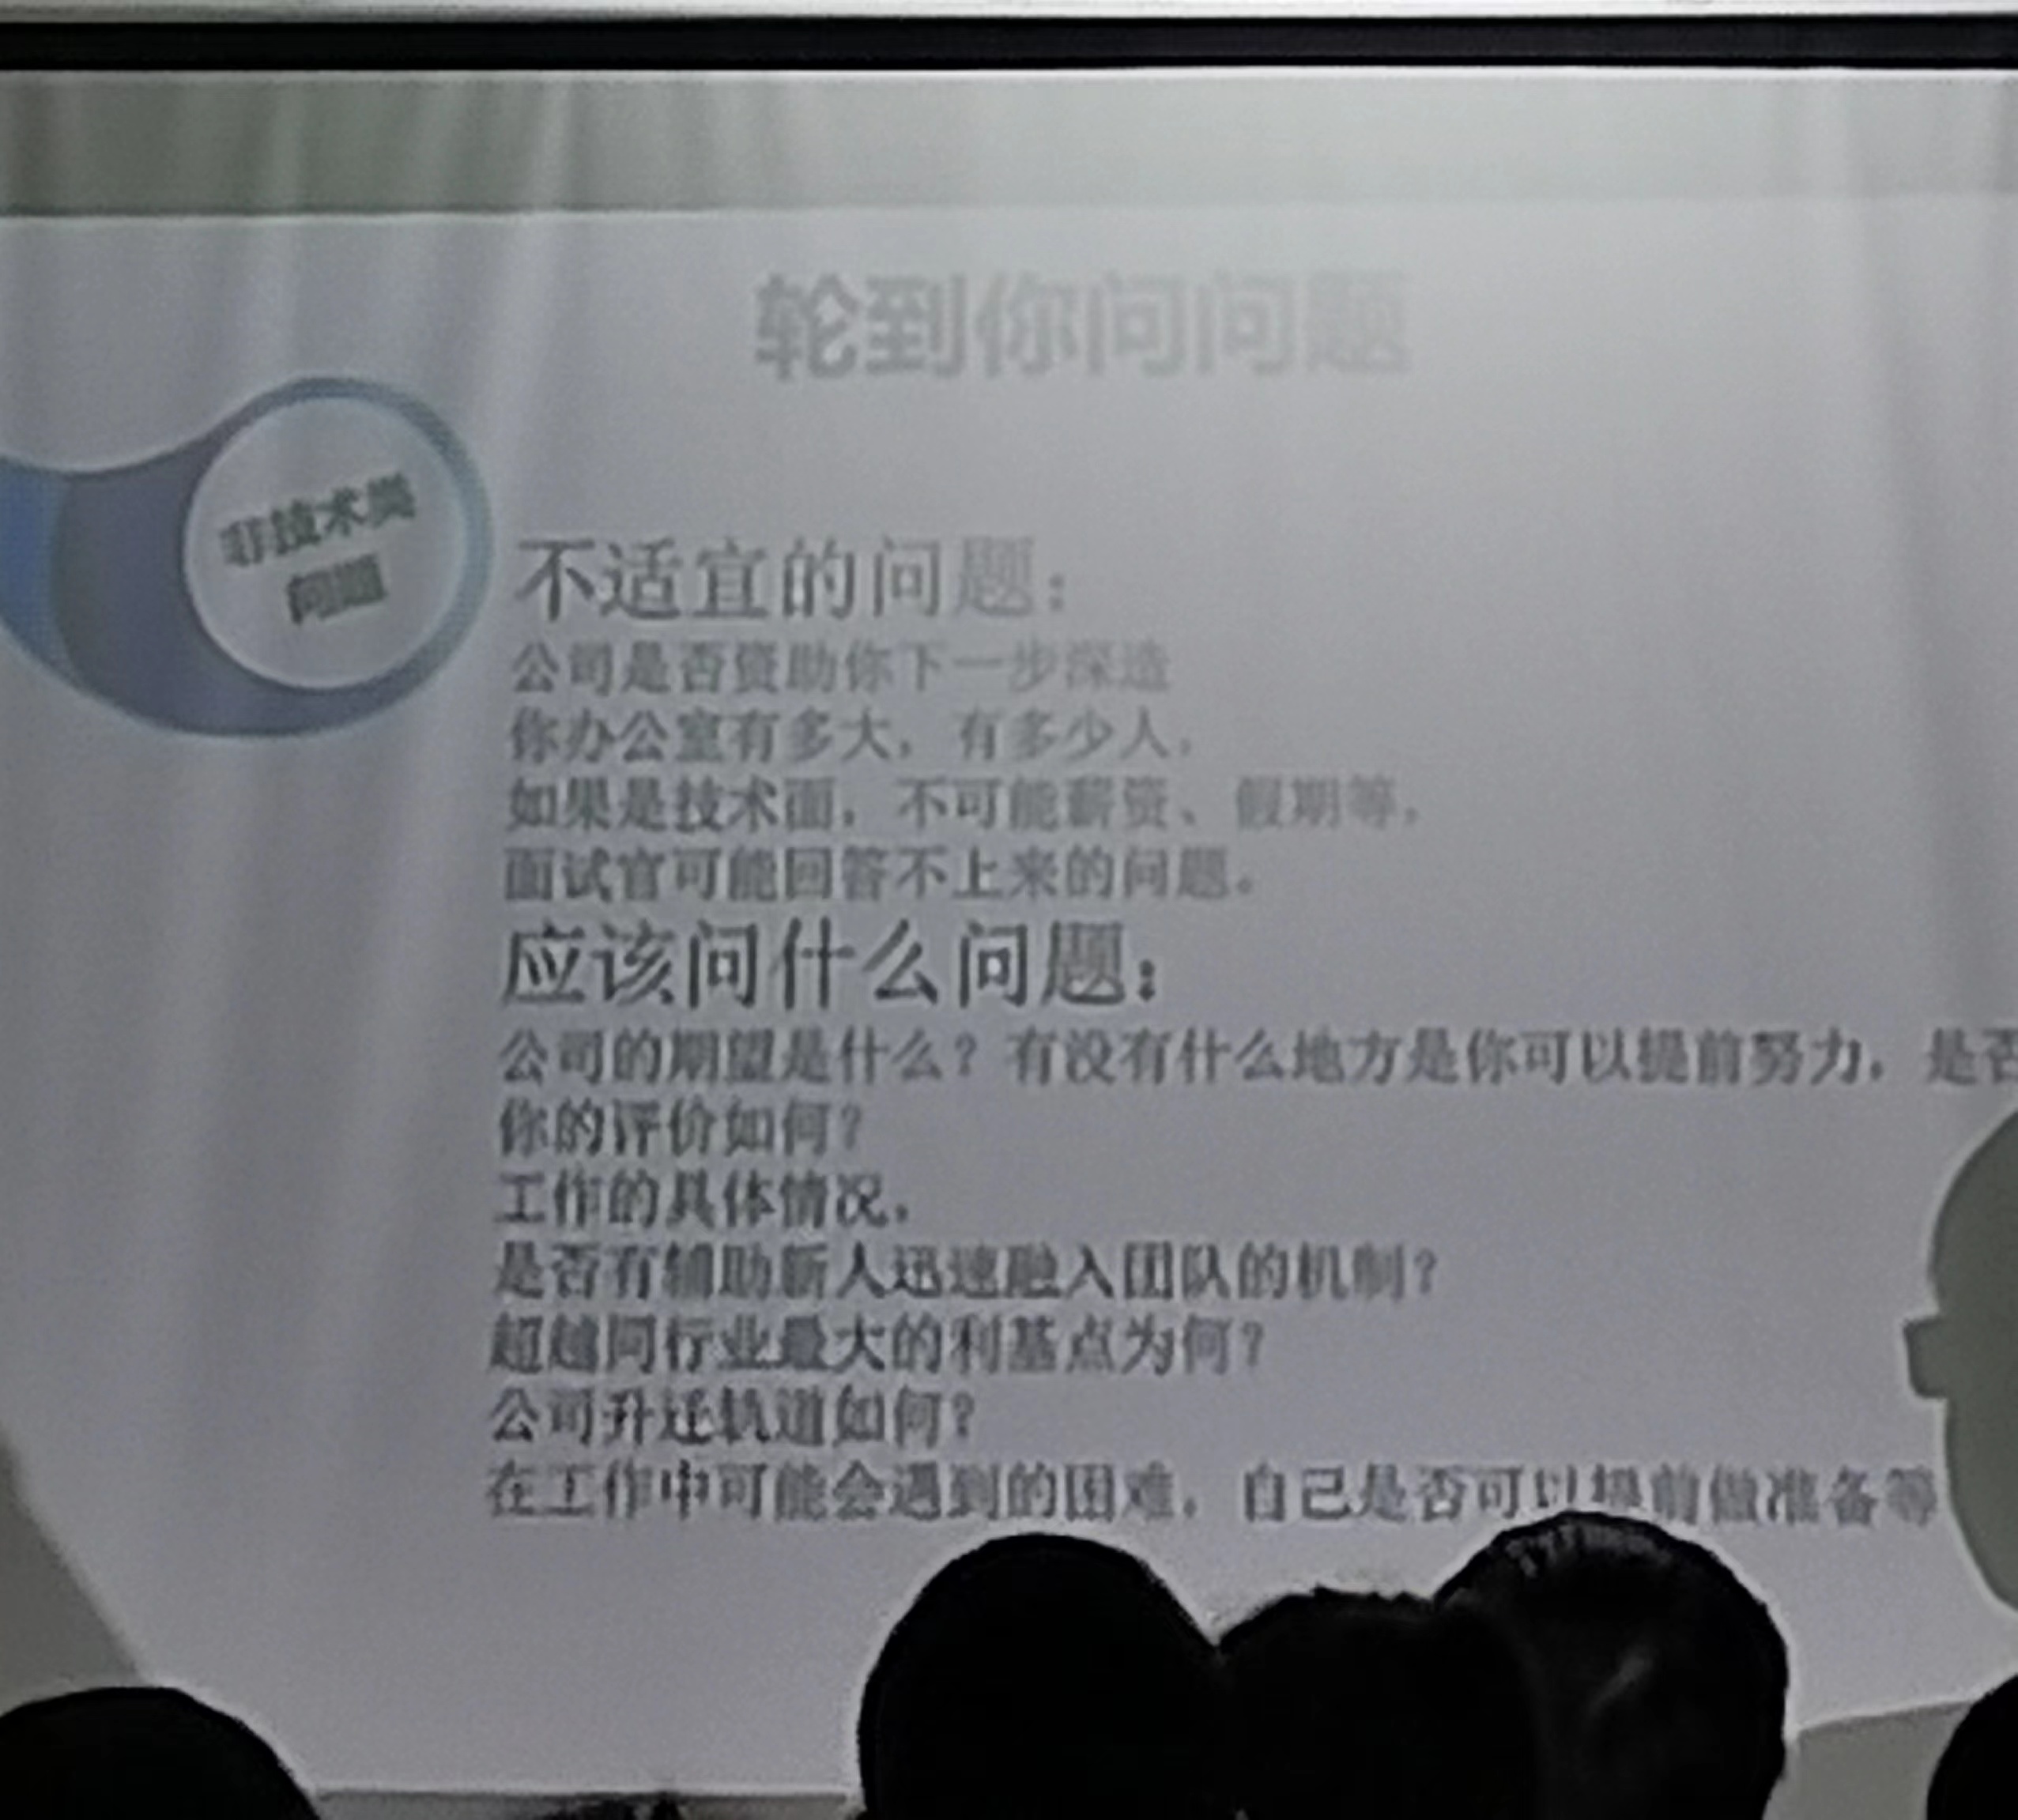 轮到你问问题
非技术类
问题
不适宜的问题：
公司是否资助你下一步深造
你办公室有多大，有多少人，
如果是技术面，不可能薪资、假期等，
面试官可能回答不上来的问题。
应该问什么问题：
公司的期望是什么？有没有什么地方是你可以提前努力，是否
你的评价如何？
工作的具体情况，
是否有辅助新人迅速融入团队的机制？
超越同行业最大的利基点为何？
公司升迁轨道如何？
在工作中可能会遇到的困难，自己是否可以提前做准备等